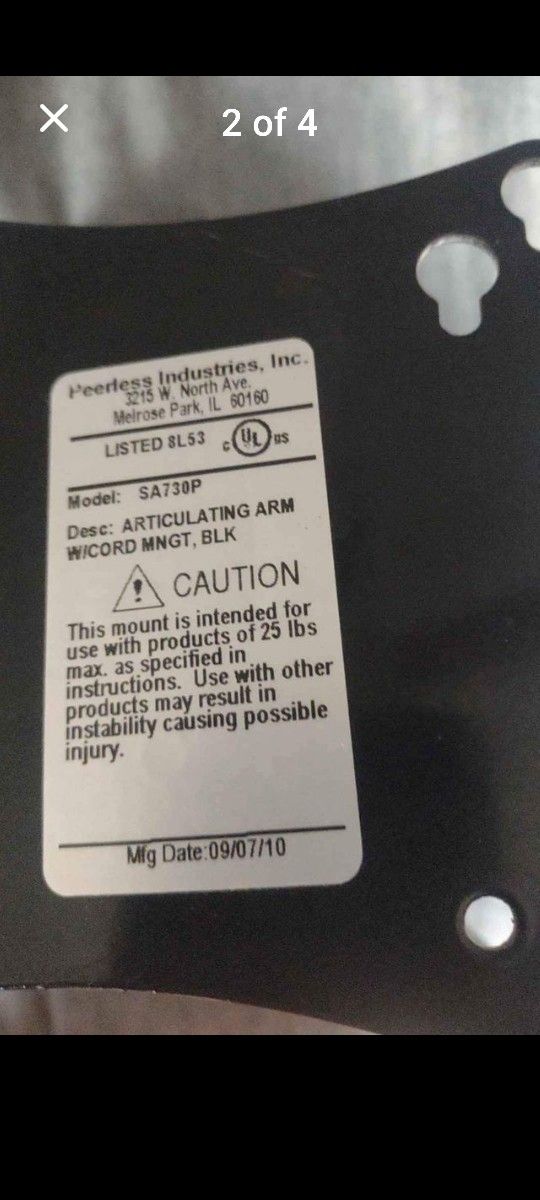 2 of 4
Peerless Industries, Inc.
3215 W. North Ave.
Melrose Park, IL 60160
LISTED 8L53 c UL US
Model: SA730P
Desc: ARTICULATING ARM
W/CORD MNGT, BLK
CAUTION
This mount is intended for
use with products of 25 lbs
max. as specified in
instructions. Use with other
products may result in
instability causing possible
injury.
Mfg Date:09/07/10